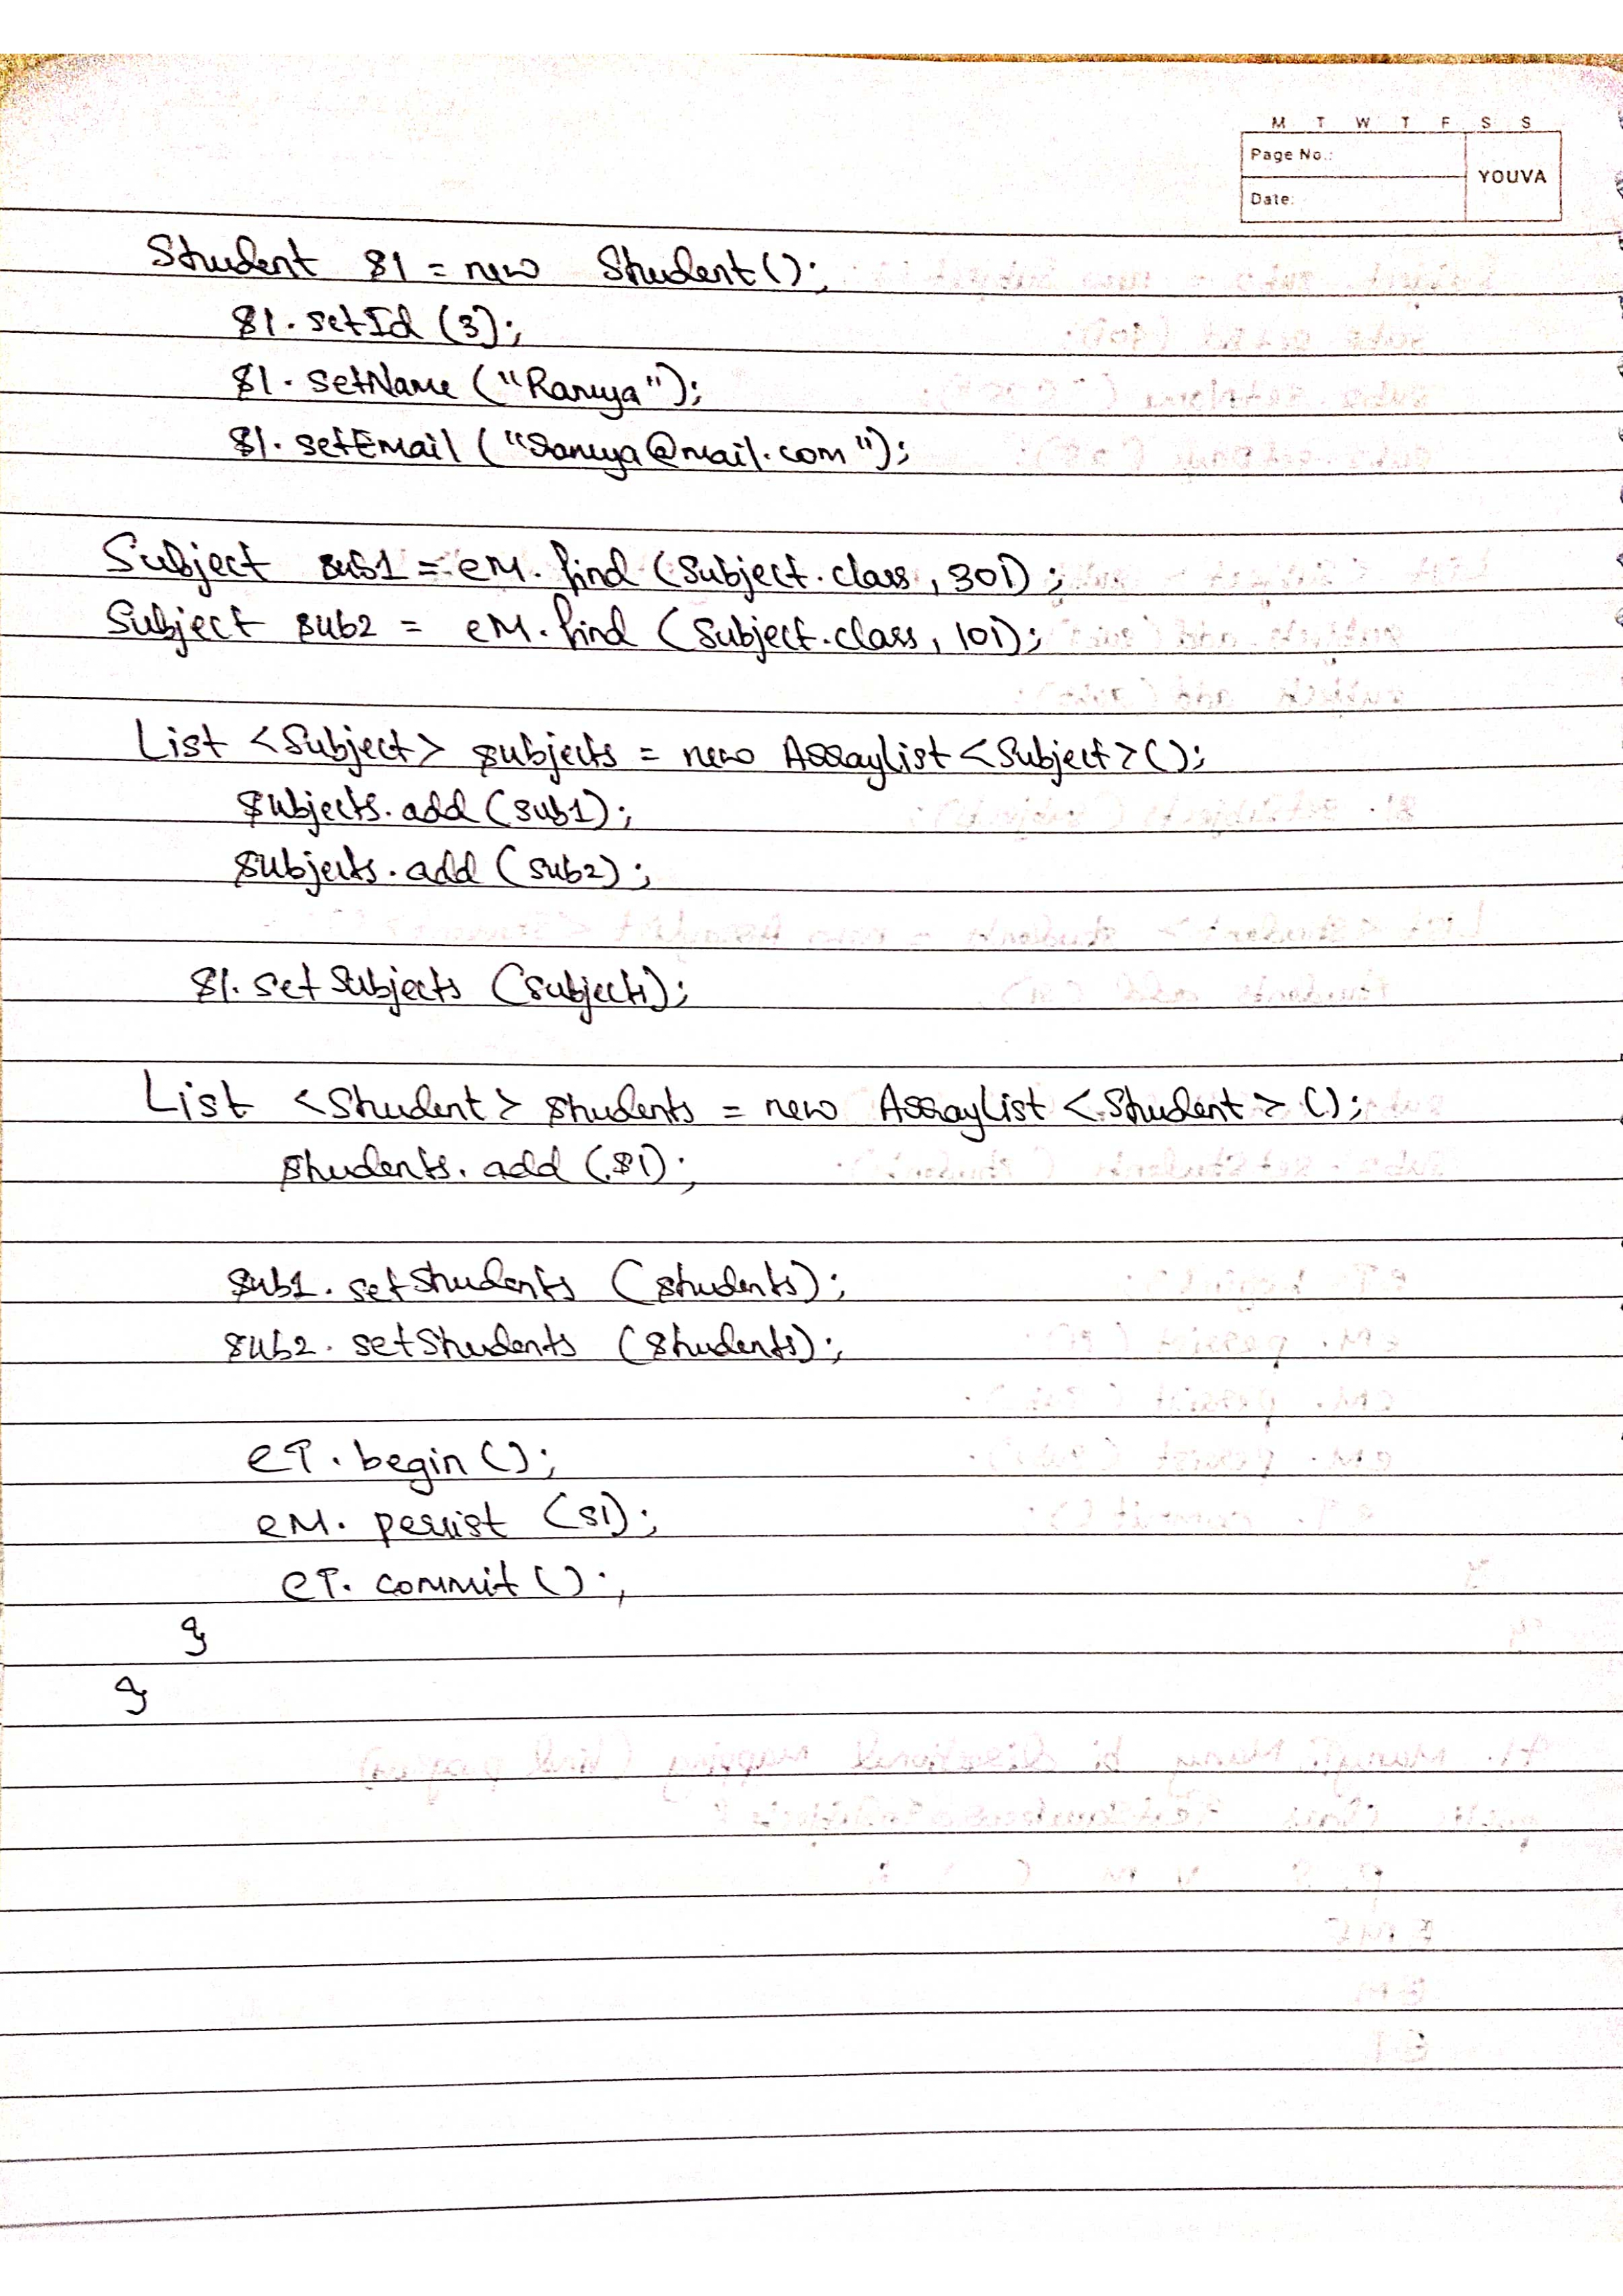 M T W T F S S
Page No.:
YOUVA
Date:
Student s1 = new Student();
s1.setId(3);
s1.setName("Ramya");
s1.setEmail("ramya@mail.com");
Subject sub1 = eM.find(Subject.class, 301);
Subject sub2 = eM.find(Subject.class, 101);
List <Subject> subjects = new ArrayList<Subject>();
subjects.add(sub1);
subjects.add(sub2);
s1.setSubjects(subjects);
List <Student> students = new ArrayList<Student>();
students.add(s1);
sub1.setStudents(students);
sub2.setStudents(students);
eT.begin();
eM.persist(s1);
eT.commit();
}
}